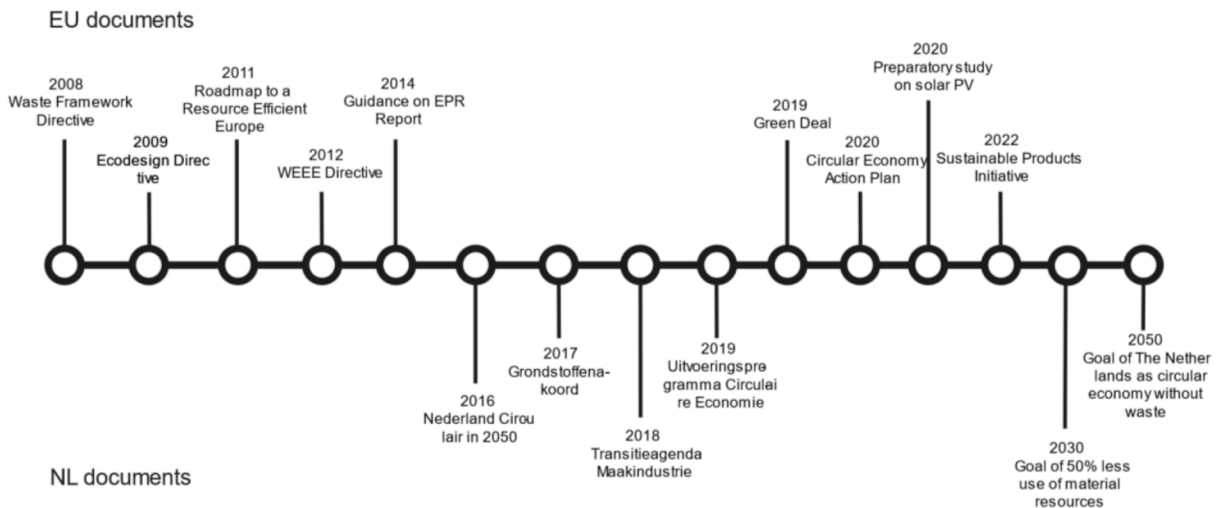 EU documents
2008
Waste Framework
Directive
2009
Ecodesign Direc
tive
2011
Roadmap to a
Resource Efficient
Europe
2012
WEEE Directive
2014
Guidance on EPR
Report
2019
Green Deal
2020
Circular Economy
Action Plan
2020
Preparatory study
on solar PV
2022
Sustainable Products
Initiative
2016
Nederland Cirou
lair in 2050
2017
Grondstoffena-
koord
2018
Transitieagenda
Maakindustrie
2019
Uitvoeringspre
gramma Circulai
re Economie
2030
Goal of 50% less
use of material
resources
2050
Goal of The Nether
lands as circular
economy without
waste
NL documents